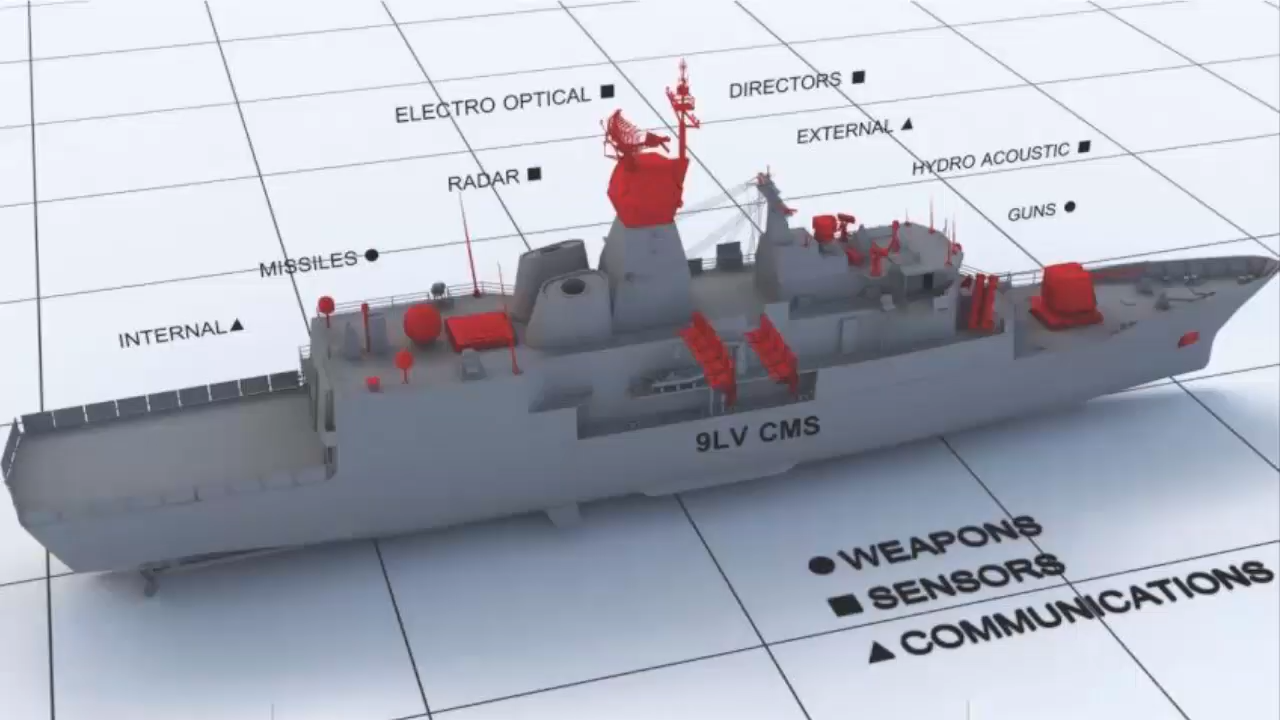 ELECTRO OPTICAL
DIRECTORS
EXTERNAL
RADAR
HYDRO ACOUSTIC
GUNS
MISSILES
INTERNAL
9LV CMS
WEAPONS
SENSORS
COMMUNICATIONS